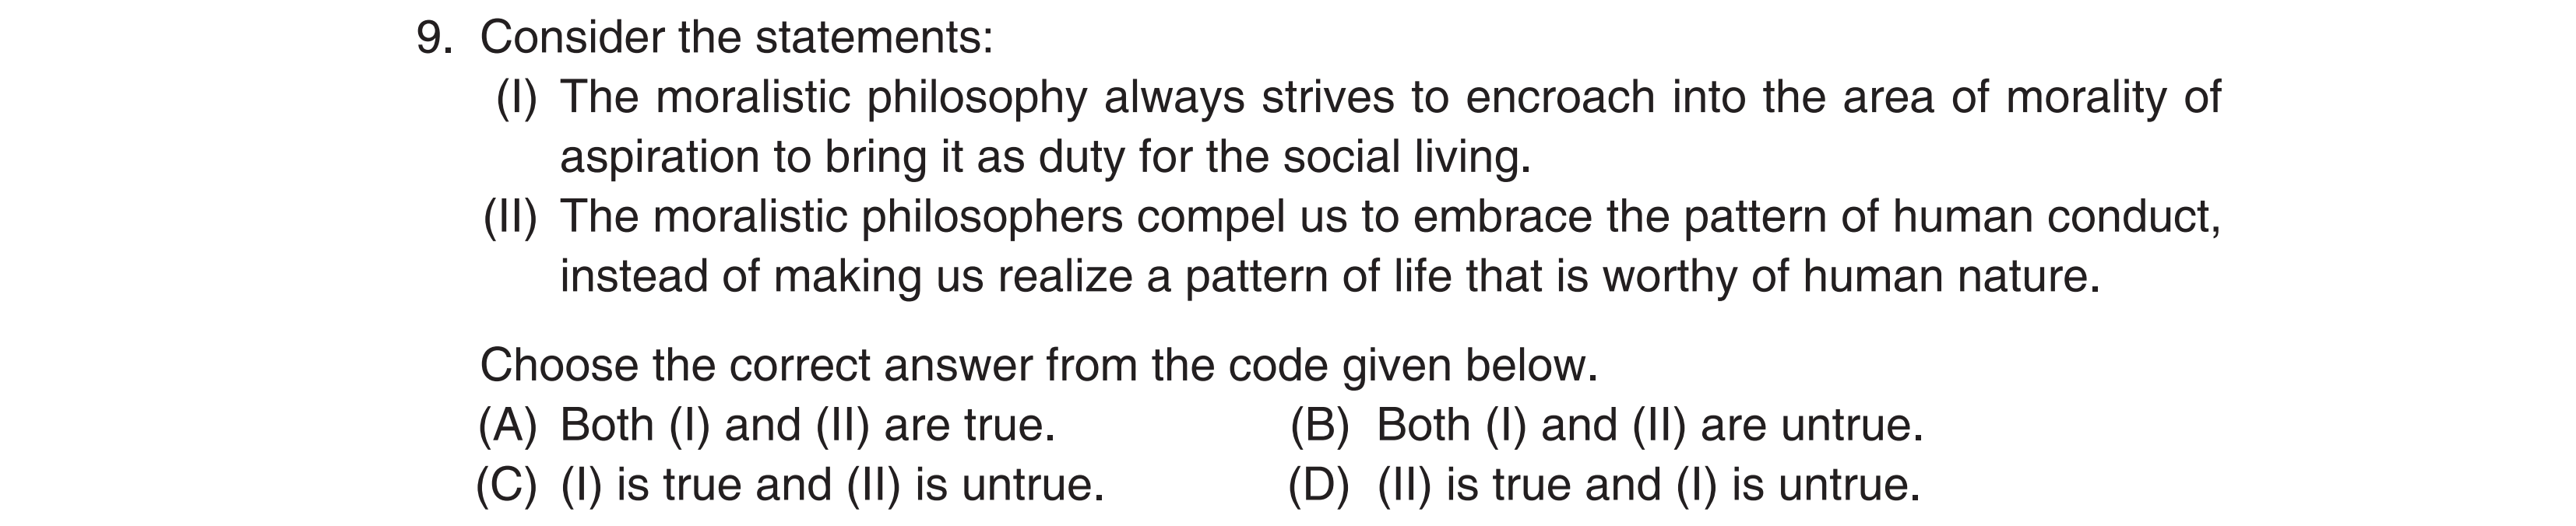 9. Consider the statements:
(I) The moralistic philosophy always strives to encroach into the area of morality of
aspiration to bring it as duty for the social living.
(II) The moralistic philosophers compel us to embrace the pattern of human conduct,
instead of making us realize a pattern of life that is worthy of human nature.
Choose the correct answer from the code given below.
(A) Both (I) and (II) are true. (B) Both (I) and (II) are untrue.
(C) (I) is true and (II) is untrue. (D) (II) is true and (I) is untrue.